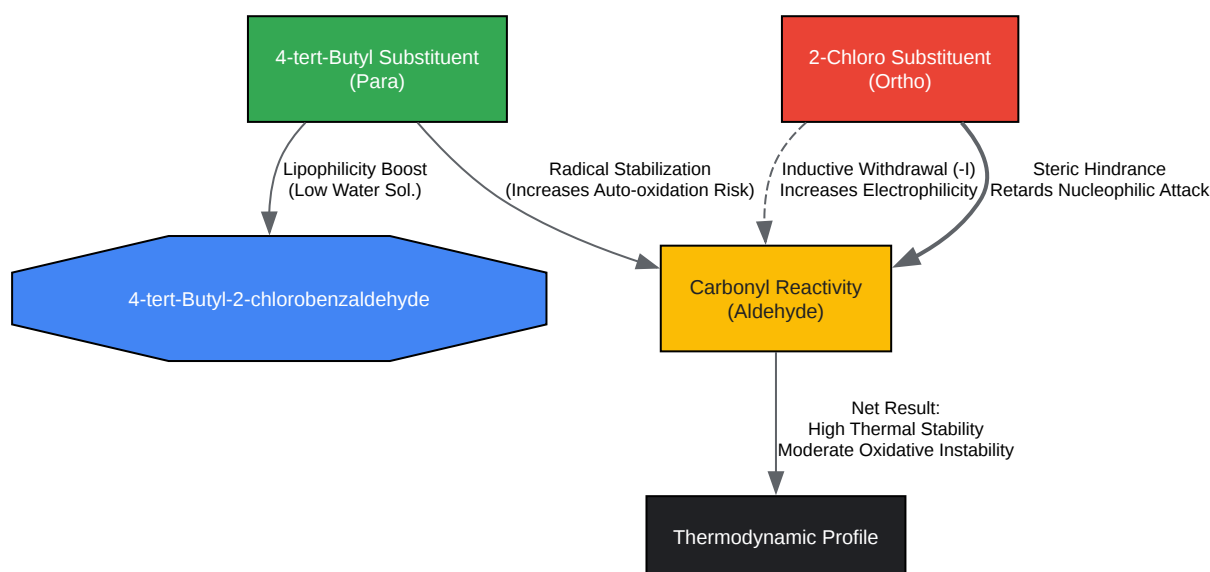 4-tert-Butyl Substituent
(Para)
2-Chloro Substituent
(Ortho)
Lipophilicity Boost
(Low Water Sol.)
Radical Stabilization
(Increases Auto-oxidation Risk)
Inductive Withdrawal (-I)
Increases Electrophilicity
Steric Hindrance
Retards Nucleophilic Attack
4-tert-Butyl-2-chlorobenzaldehyde
Carbonyl Reactivity
(Aldehyde)
Net Result:
High Thermal Stability
Moderate Oxidative Instability
Thermodynamic Profile